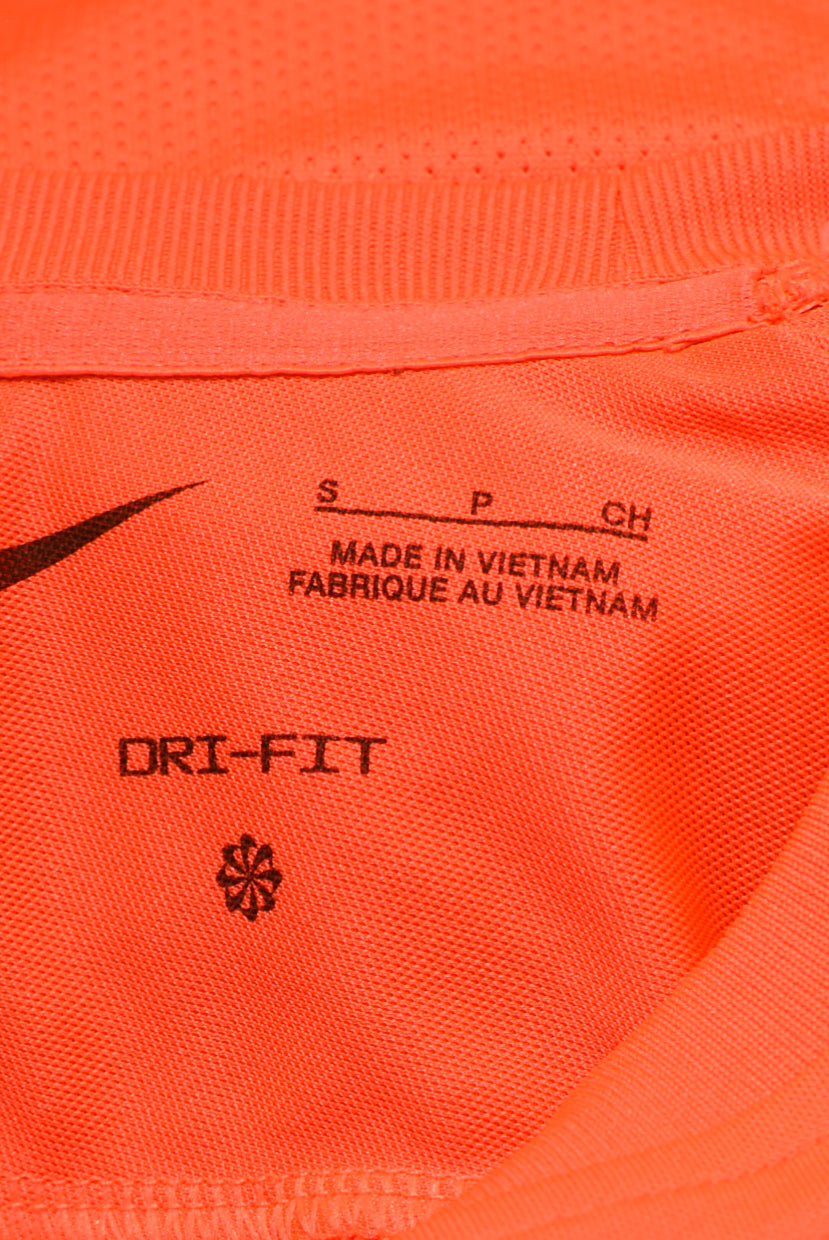 S P CH
MADE IN VIETNAM
FABRIQUE AU VIETNAM
DRI-FIT